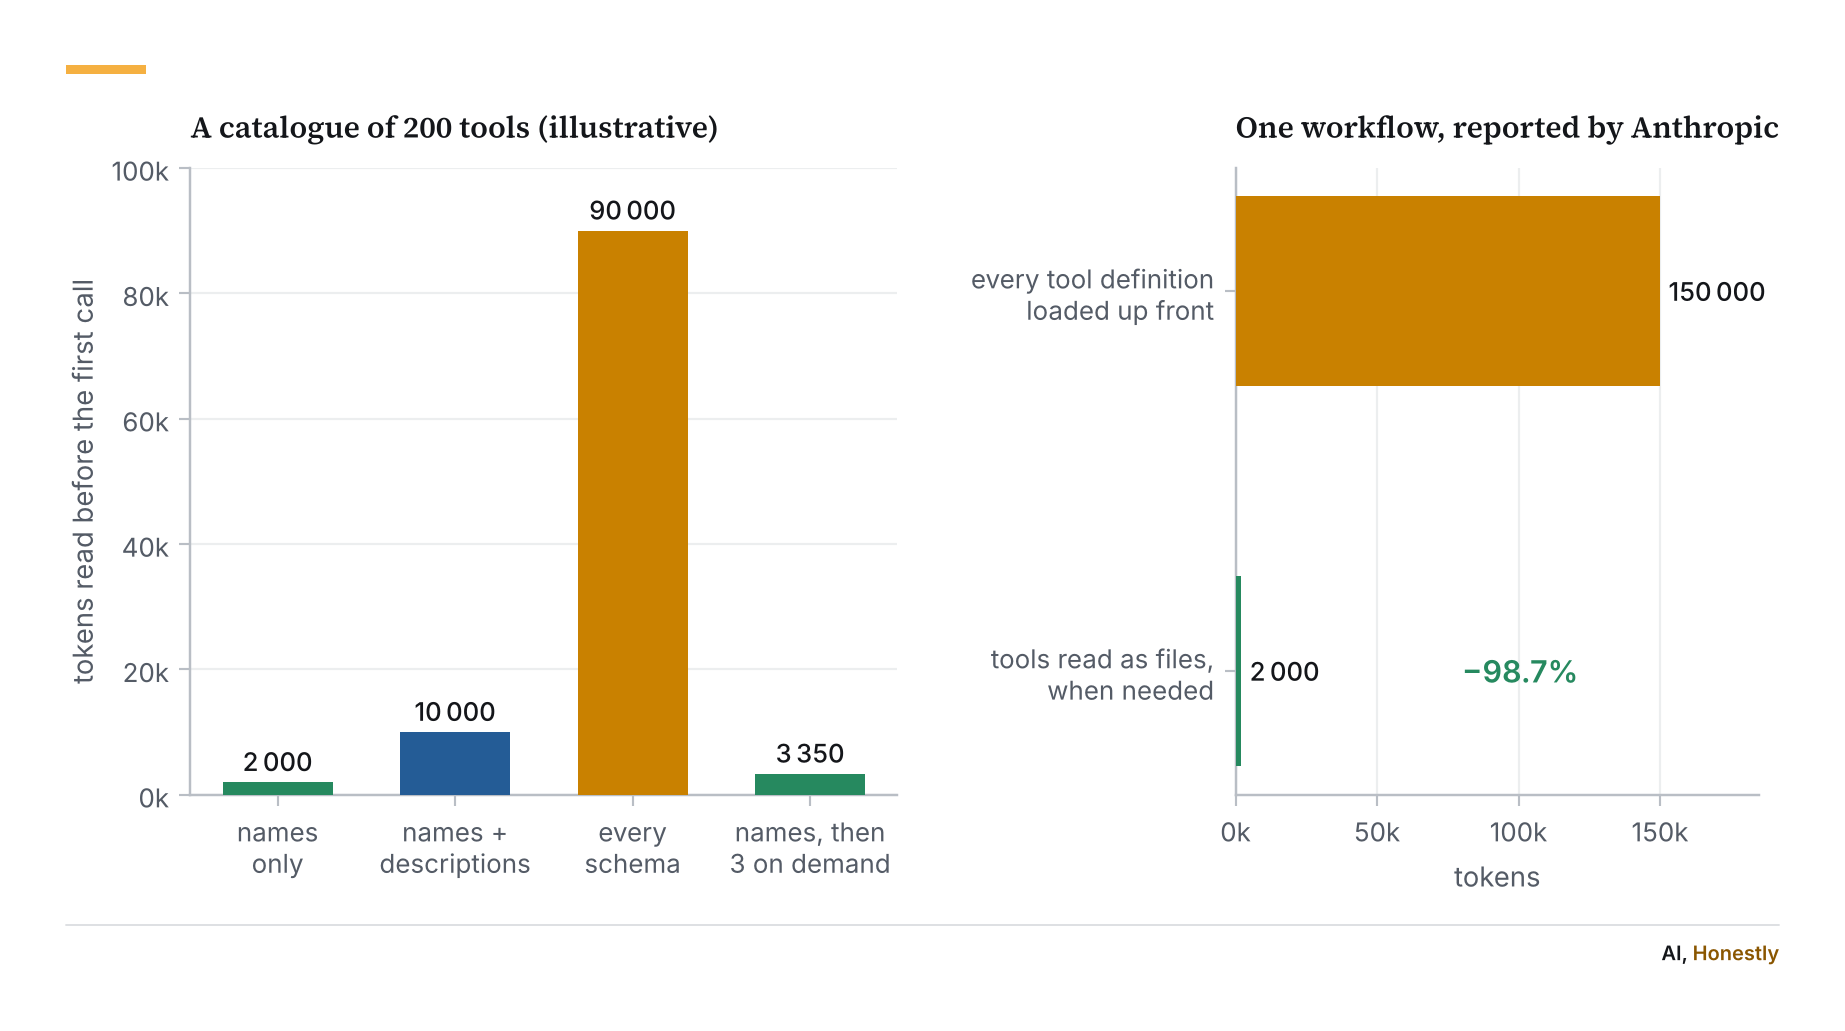 A catalogue of 200 tools (illustrative)
tokens read before the first call
100k
80k
60k
40k
20k
0k
2 000
10 000
90 000
3 350
names
only
names +
descriptions
every
schema
names, then
3 on demand
One workflow, reported by Anthropic
every tool definition
loaded up front
150 000
tools read as files,
when needed
2 000
−98.7%
0k
50k
100k
150k
tokens
AI, Honestly